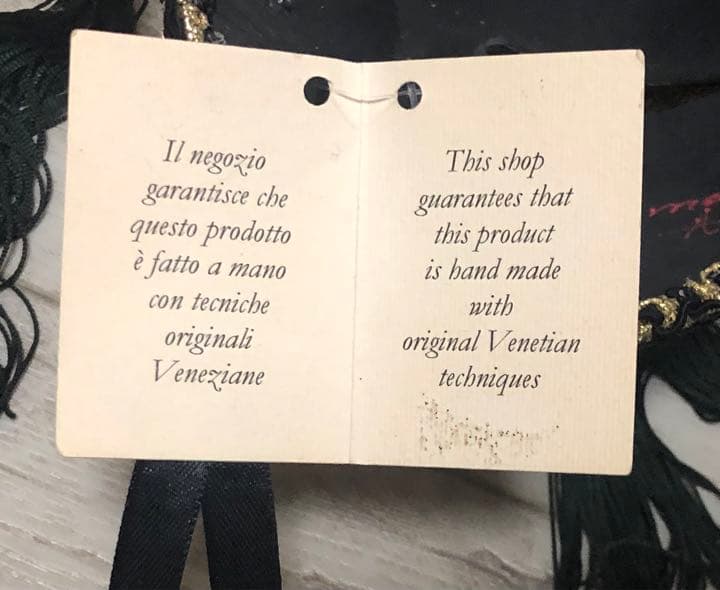 Il negozio
garantisce che
questo prodotto
è fatto a mano
con tecniche
originali
Veneziane
This shop
guarantees that
this product
is hand made
with
original Venetian
techniques